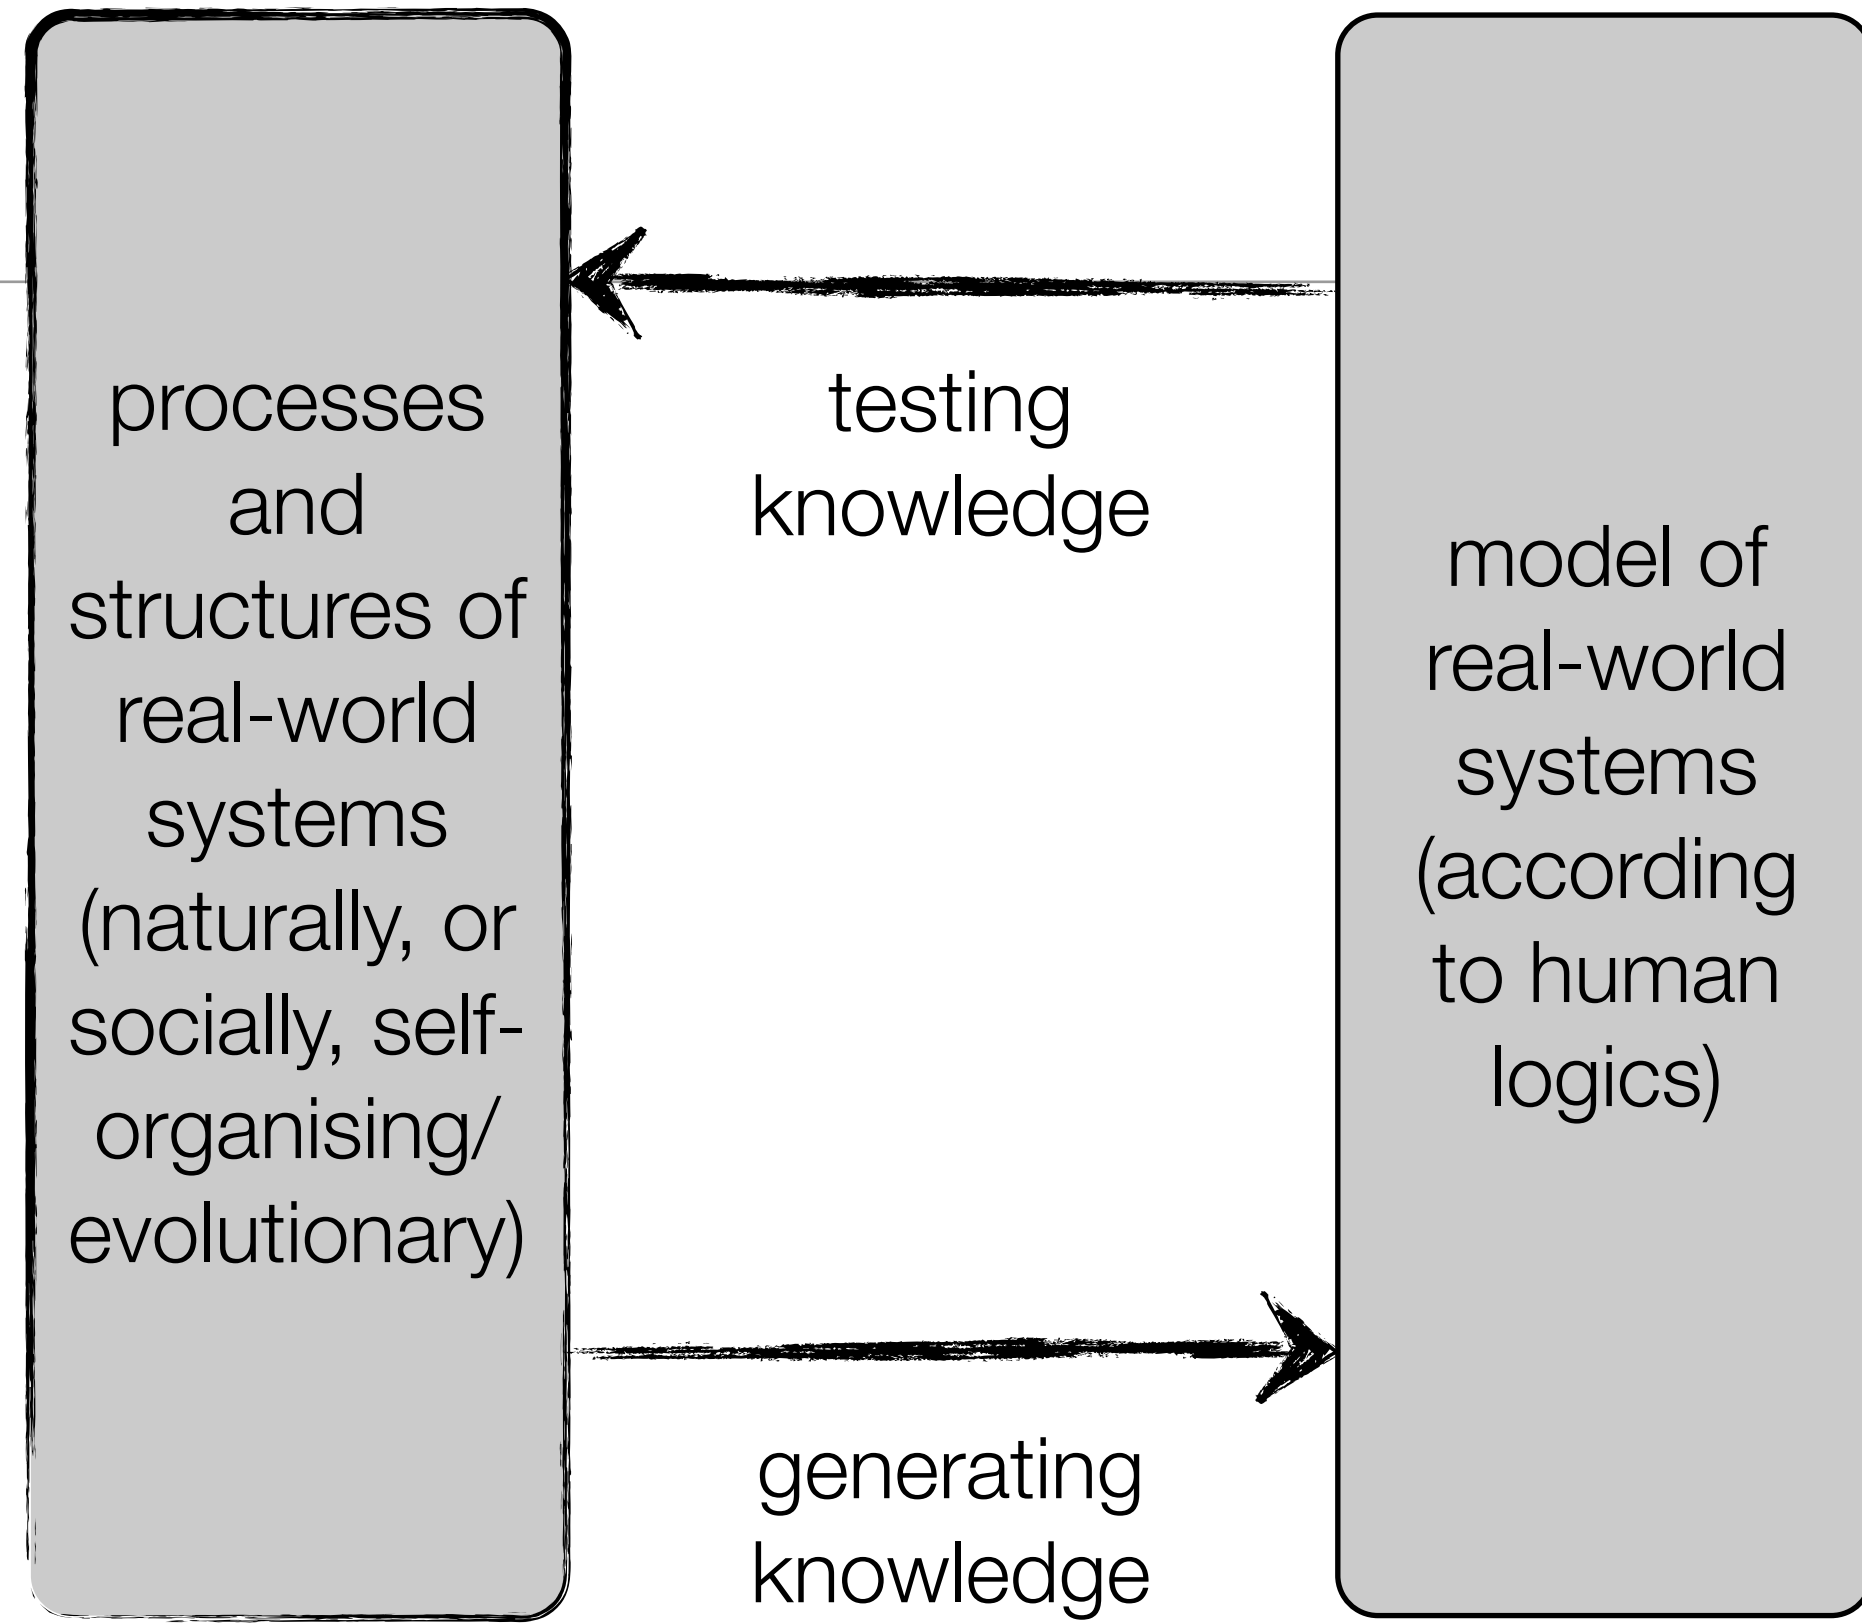 processes
and
structures of
real-world
systems
(naturally, or
socially, self-
organising/
evolutionary)
testing
knowledge
generating
knowledge
model of
real-world
systems
(according
to human
logics)